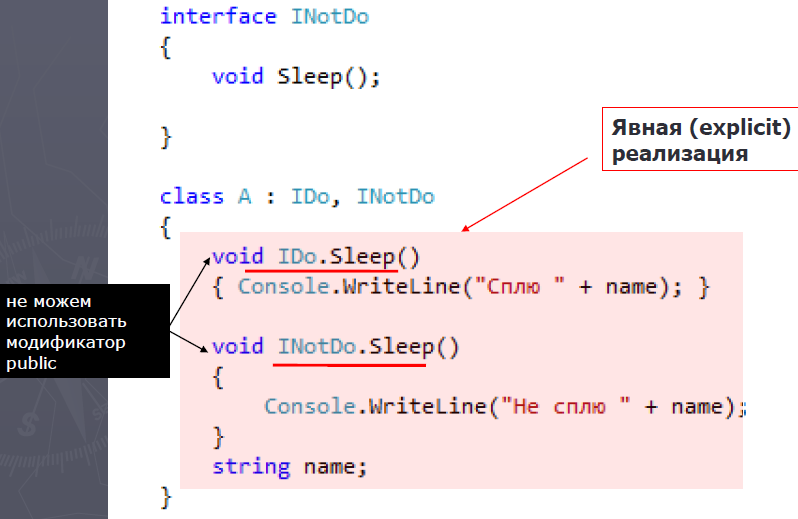 interface INotDo
{
void Sleep();
}
Явная (explicit)
реализация
class A : IDo, INotDo
{
void IDo.Sleep()
{ Console.WriteLine("Сплю " + name); }
не можем
использовать
модификатор
public
void INotDo.Sleep()
{
Console.WriteLine("Не сплю " + name);
}
string name;
}
N
S